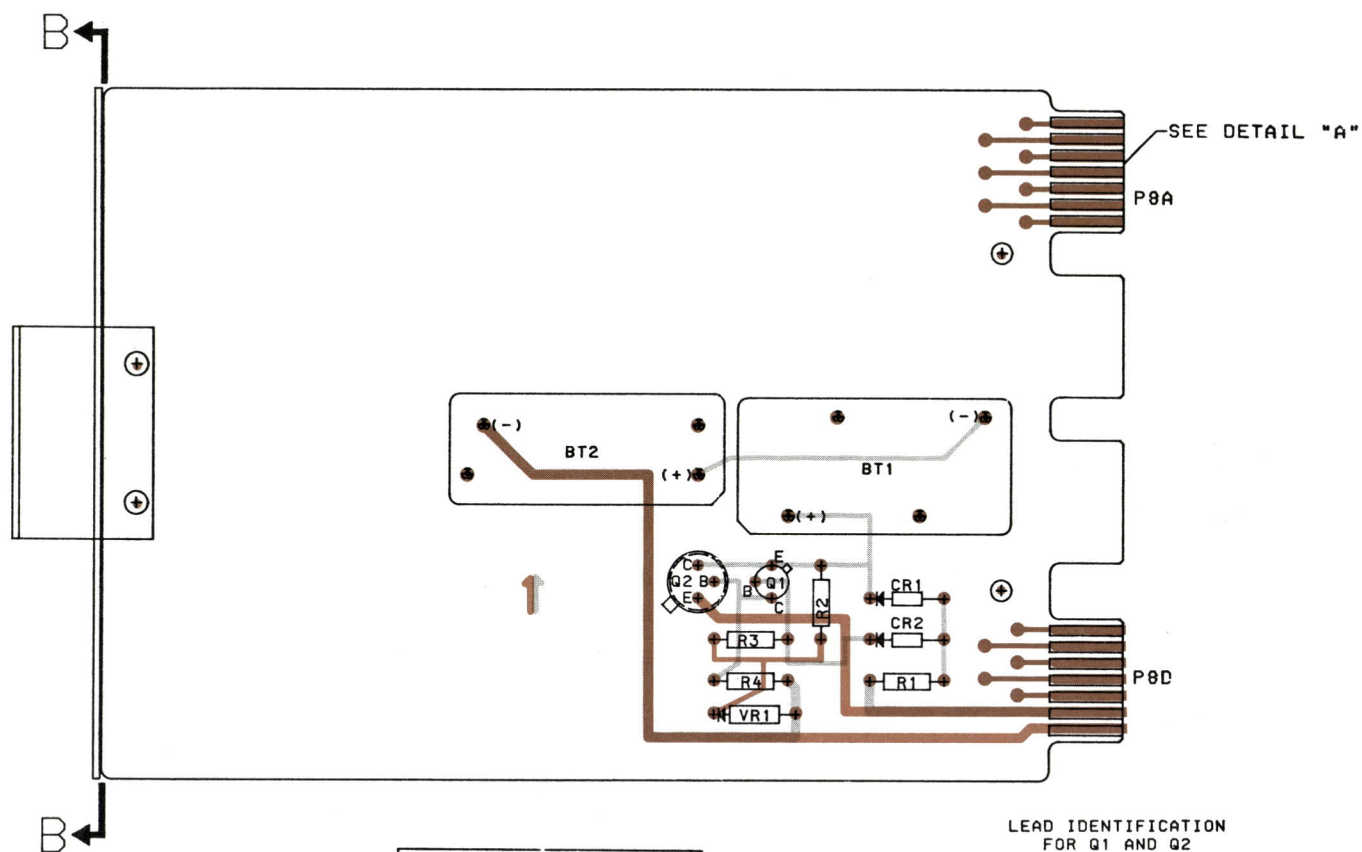 B
SEE DETAIL "A"
P8A
(-)
(-)
BT2
BT1
(+)
(+)
E
C
Q2 B
B Q1
E
C
R2
CR1
CR2
1
R3
R4
R1
VR1
P8D
B
LEAD IDENTIFICATION
FOR Q1 AND Q2